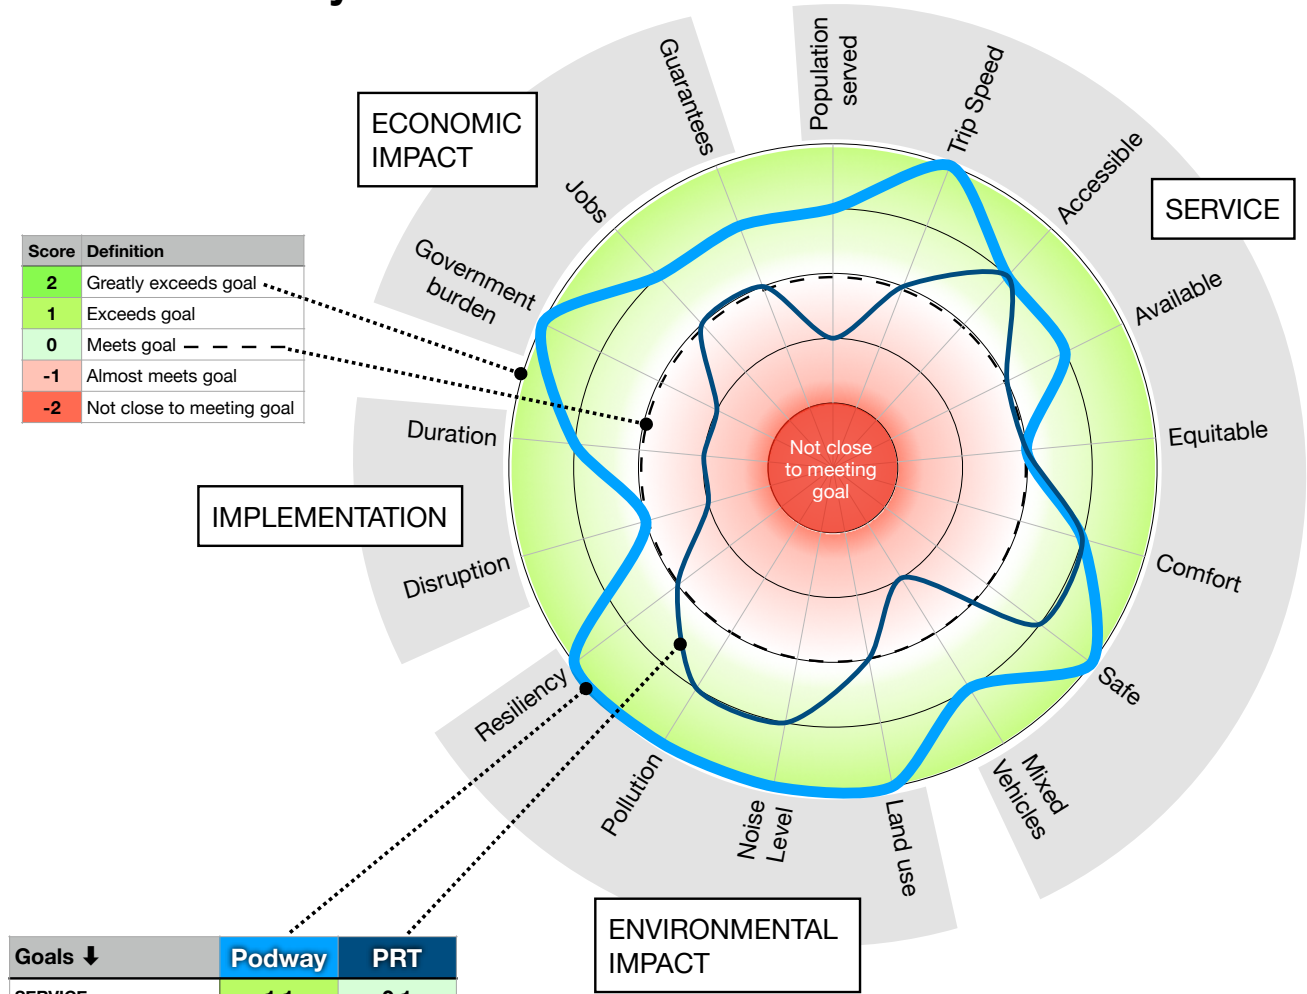 Population
served
Trip Speed
Accessible
Available
Equitable
Comfort
Safe
Mixed
Vehicles
Land use
Noise
Level
Pollution
Resiliency
Disruption
Duration
Government
burden
Jobs
Guarantees
ECONOMIC
IMPACT
SERVICE
IMPLEMENTATION
ENVIRONMENTAL
IMPACT
Not close
to meeting
goal
Score Definition
2 Greatly exceeds goal
1 Exceeds goal
0 Meets goal
-1 Almost meets goal
-2 Not close to meeting goal
Goals ⬇ Podway PRT
SERVICE